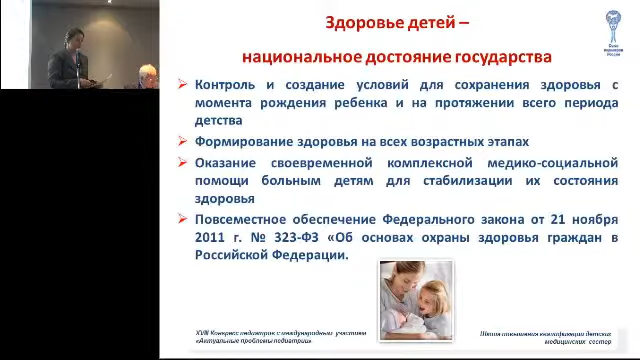 Здоровье детей –
национальное достояние государства
Контроль и создание условий для сохранения здоровья с
момента рождения ребенка и на протяжении всего периода
детства
Формирование здоровья на всех возрастных этапах
Оказание своевременной комплексной медико-социальной
помощи больным детям для стабилизации их состояния
здоровья
Повсеместное обеспечение Федерального закона от 21 ноября
2011 г. № 323-ФЗ «Об основах охраны здоровья граждан в
Российской Федерации.
XVIII Конгресс педиатров с международным участием
«Актуальные проблемы педиатрии»
Школа повышения квалификации детских
медицинских сестер